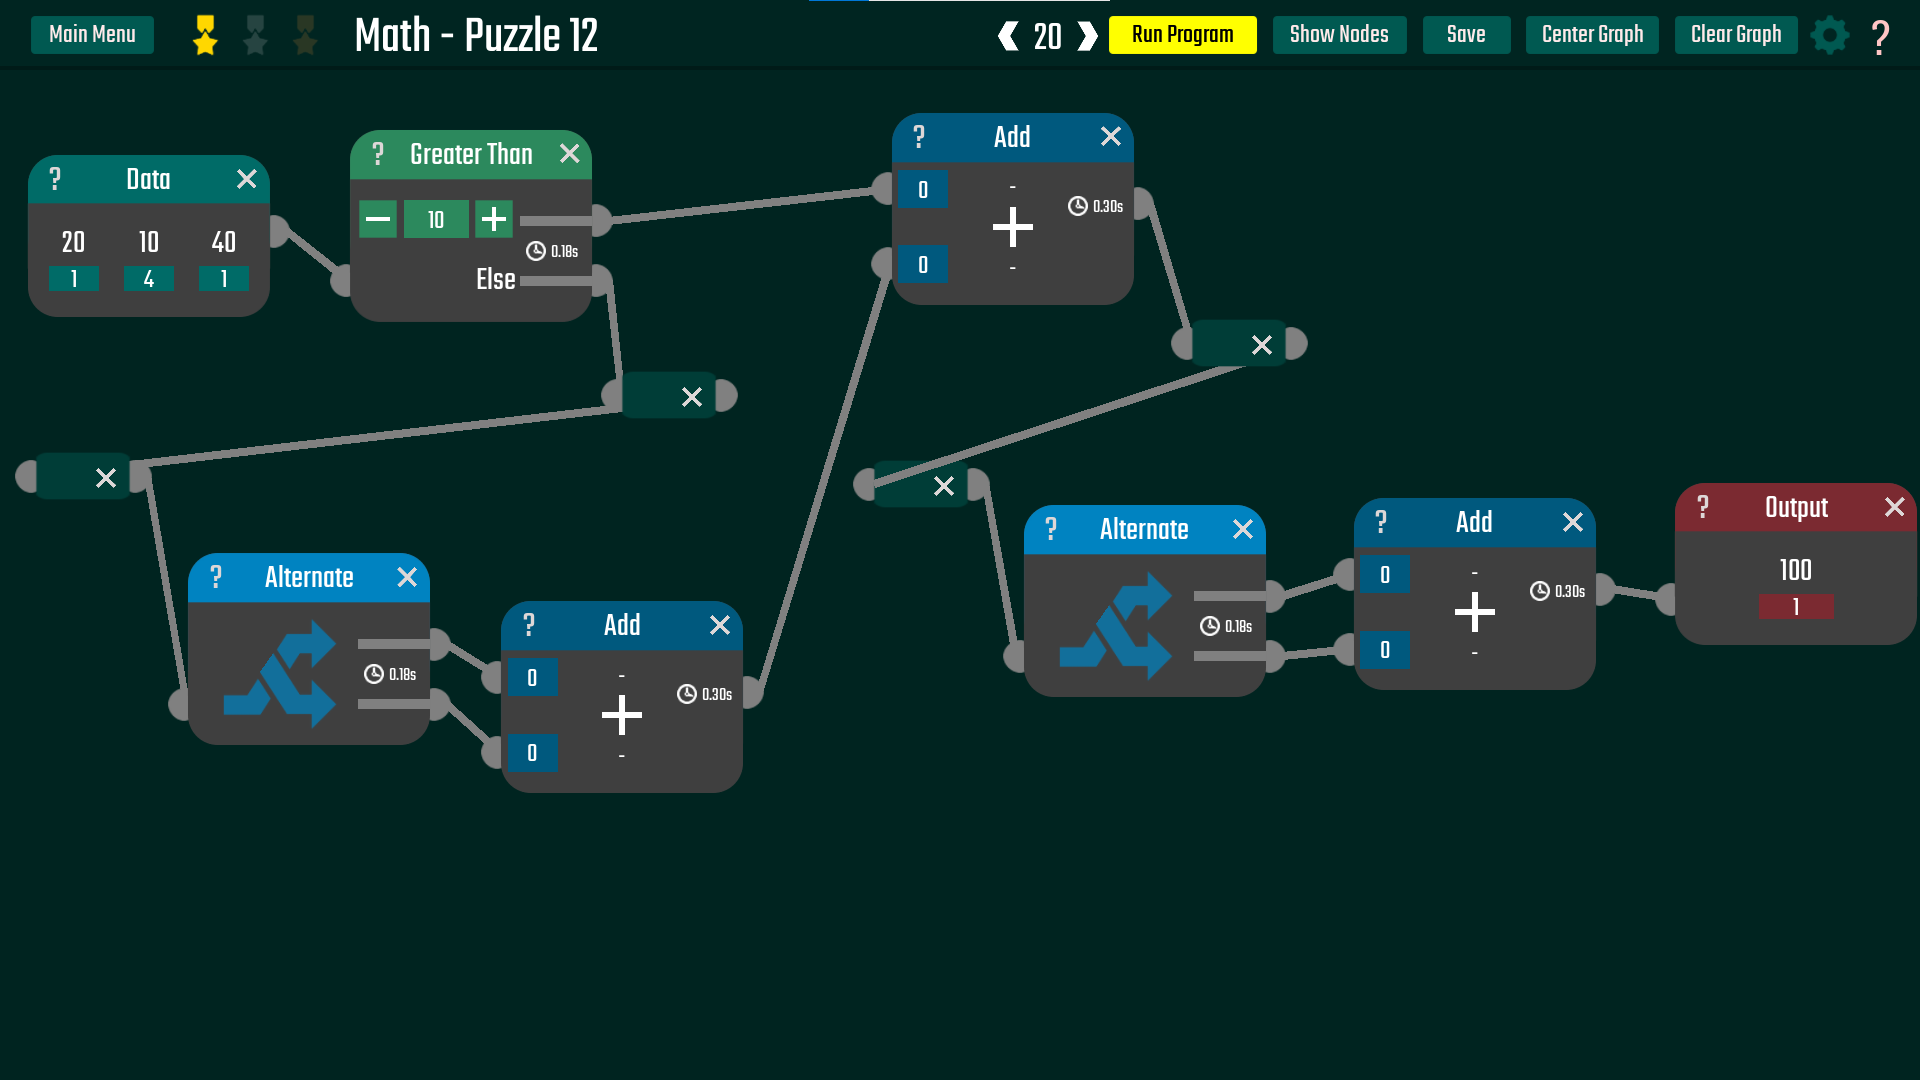 Main Menu
Math - Puzzle 12
20
Run Program
Show Nodes
Save
Center Graph
Clear Graph
?
? Data
20 10 40
1 4 1
? Greater Than
10
0.18s
Else
? Add
0 -
0.30s
0 -
? Alternate
0.18s
? Add
0 -
0.30s
0 -
? Alternate
0.18s
? Add
0 -
0.30s
0 -
? Output
100
1